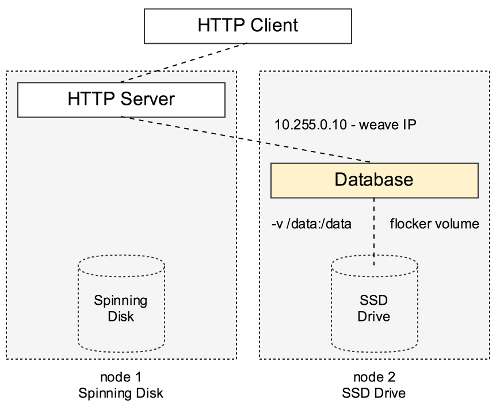 HTTP Client
HTTP Server
10.255.0.10 - weave IP
Database
-v /data:/data
flocker volume
Spinning
Disk
SSD
Drive
node 1
Spinning Disk
node 2
SSD Drive